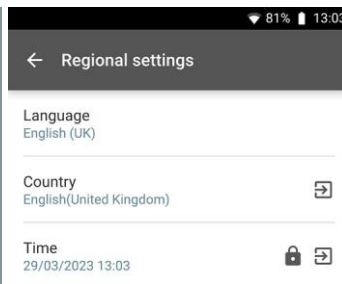 81% 13:03
Regional settings
Language
English (UK)
Country
English(United Kingdom)
Time
29/03/2023 13:03